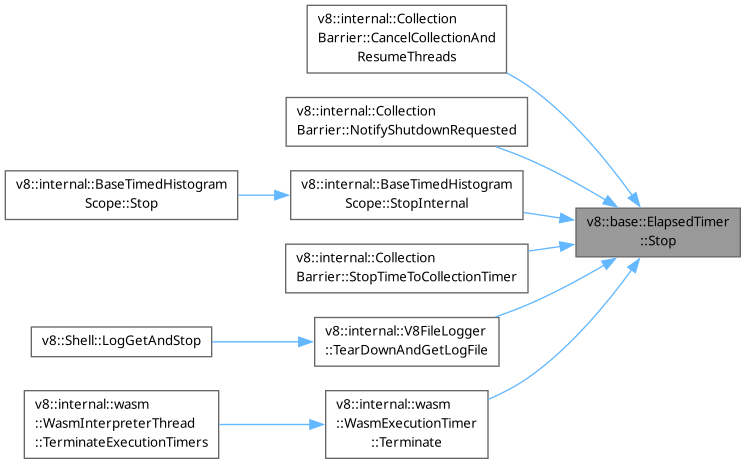 v8::internal::Collection
Barrier::CancelCollectionAnd
ResumeThreads
v8::internal::Collection
Barrier::NotifyShutdownRequested
v8::internal::BaseTimedHistogram
Scope::Stop
v8::internal::BaseTimedHistogram
Scope::StopInternal
v8::base::ElapsedTimer
::Stop
v8::internal::Collection
Barrier::StopTimeToCollectionTimer
v8::Shell::LogGetAndStop
v8::internal::V8FileLogger
::TearDownAndGetLogFile
v8::internal::wasm
::WasmInterpreterThread
::TerminateExecutionTimers
v8::internal::wasm
::WasmExecutionTimer
::Terminate